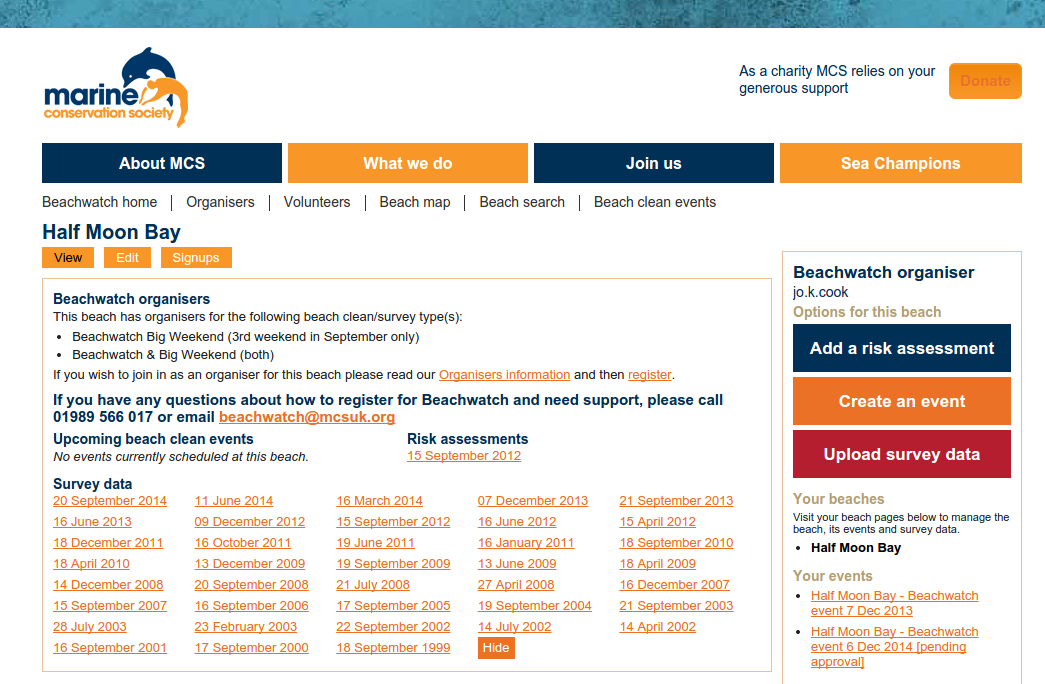 marine
conservation society
As a charity MCS relies on your
generous support
Donate
About MCS
What we do
Join us
Sea Champions
Beachwatch home | Organisers | Volunteers | Beach map | Beach search | Beach clean events
Half Moon Bay
View
Edit
Signups
Beachwatch organisers
This beach has organisers for the following beach clean/survey type(s):
• Beachwatch Big Weekend (3rd weekend in September only)
• Beachwatch & Big Weekend (both)
If you wish to join in as an organiser for this beach please read our Organisers information and then register.
If you have any questions about how to register for Beachwatch and need support, please call
01989 566 017 or email beachwatch@mcsuk.org
Upcoming beach clean events
No events currently scheduled at this beach.
Risk assessments
15 September 2012
Survey data
20 September 2014 11 June 2014 16 March 2014 07 December 2013 21 September 2013
16 June 2013 09 December 2012 15 September 2012 16 June 2012 15 April 2012
18 December 2011 16 October 2011 19 June 2011 16 January 2011 18 September 2010
18 April 2010 13 December 2009 19 September 2009 13 June 2009 18 April 2009
14 December 2008 20 September 2008 21 July 2008 27 April 2008 16 December 2007
15 September 2007 16 September 2006 17 September 2005 19 September 2004 21 September 2003
28 July 2003 23 February 2003 22 September 2002 14 July 2002 14 April 2002
16 September 2001 17 September 2000 18 September 1999 Hide
Beachwatch organiser
jo.k.cook
Options for this beach
Add a risk assessment
Create an event
Upload survey data
Your beaches
Visit your beach pages below to manage the
beach, its events and survey data.
• Half Moon Bay
Your events
• Half Moon Bay - Beachwatch
event 7 Dec 2013
• Half Moon Bay - Beachwatch
event 6 Dec 2014 [pending
approval]